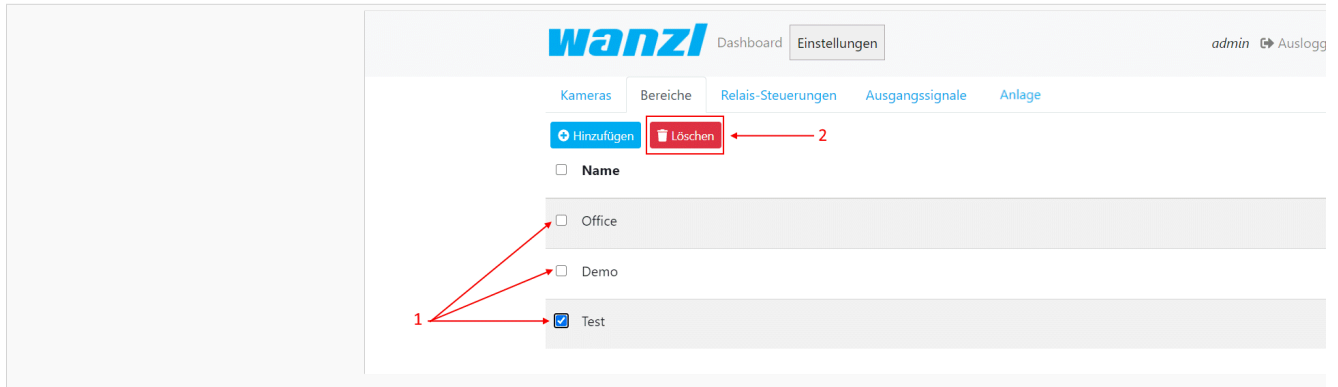 wanzl Dashboard Einstellungen admin Auslogg
Kameras Bereiche Relais-Steuerungen Ausgangssignale Anlage
Hinzufügen Löschen 2
Name
Office
Demo
1 Test